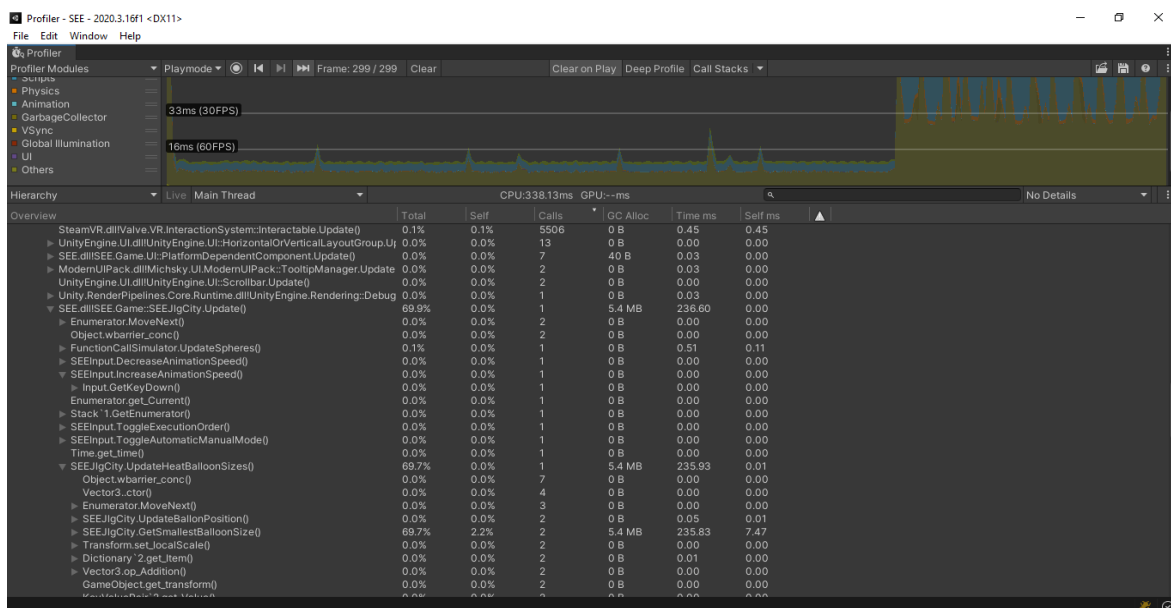 Profiler - SEE - 2020.3.16f1 <DX11>
File Edit Window Help
Profiler
Profiler Modules Playmode Frame: 299 / 299 Clear Clear on Play Deep Profile Call Stacks
Scripts
Physics
Animation
GarbageCollector
VSync
Global Illumination
UI
Others
33ms (30FPS)
16ms (60FPS)
Hierarchy Live Main Thread CPU:338.13ms GPU:--ms No Details
Overview Total Self Calls GC Alloc Time ms Self ms
SteamVR.dll!Valve.VR.InteractionSystem::Interactable.Update() 0.1% 0.1% 5506 0 B 0.45 0.45
UnityEngine.UI.dll!UnityEngine.UI::HorizontalOrVerticalLayoutGroup.U 0.0% 0.0% 13 0 B 0.00 0.00
SEE.dll!SEE.Game.UI::PlatformDependentComponent.Update() 0.0% 0.0% 7 40 B 0.03 0.00
ModernUIPack.dll!Michsky.UI.ModernUIPack::TooltipManager.Update 0.0% 0.0% 2 0 B 0.03 0.00
UnityEngine.UI.dll!UnityEngine.UI::Scrollbar.Update() 0.0% 0.0% 2 0 B 0.00 0.00
Unity.RenderPipelines.Core.Runtime.dll!UnityEngine.Rendering::Debug 0.0% 0.0% 1 0 B 0.03 0.00
SEE.dll!SEE.Game::SEEJlgCity.Update() 69.9% 0.0% 1 5.4 MB 236.60 0.00
Enumerator.MoveNext() 0.0% 0.0% 2 0 B 0.00 0.00
Object.wbarrier_conc() 0.0% 0.0% 2 0 B 0.00 0.00
FunctionCallSimulator.UpdateSpheres() 0.1% 0.0% 1 0 B 0.51 0.11
SEEInput.DecreaseAnimationSpeed() 0.0% 0.0% 1 0 B 0.00 0.00
SEEInput.IncreaseAnimationSpeed() 0.0% 0.0% 1 0 B 0.00 0.00
Input.GetKeyDown() 0.0% 0.0% 1 0 B 0.00 0.00
Enumerator.get_Current() 0.0% 0.0% 1 0 B 0.00 0.00
Stack`1.GetEnumerator() 0.0% 0.0% 1 0 B 0.00 0.00
SEEInput.ToggleExecutionOrder() 0.0% 0.0% 1 0 B 0.00 0.00
SEEInput.ToggleAutomaticManualMode() 0.0% 0.0% 1 0 B 0.00 0.00
Time.get_time() 0.0% 0.0% 1 0 B 0.00 0.00
SEEJlgCity.UpdateHeatBalloonSizes() 69.7% 0.0% 1 5.4 MB 235.93 0.01
Object.wbarrier_conc() 0.0% 0.0% 7 0 B 0.00 0.00
Vector3..ctor() 0.0% 0.0% 4 0 B 0.00 0.00
Enumerator.MoveNext() 0.0% 0.0% 3 0 B 0.00 0.00
SEEJlgCity.UpdateBallonPosition() 0.0% 0.0% 2 0 B 0.05 0.01
SEEJlgCity.GetSmallestBalloonSize() 69.7% 2.2% 2 5.4 MB 235.83 7.47
Transform.set_localScale() 0.0% 0.0% 2 0 B 0.00 0.00
Dictionary`2.get_Item() 0.0% 0.0% 2 0 B 0.01 0.00
Vector3.op_Addition() 0.0% 0.0% 2 0 B 0.00 0.00
GameObject.get_transform() 0.0% 0.0% 2 0 B 0.00 0.00